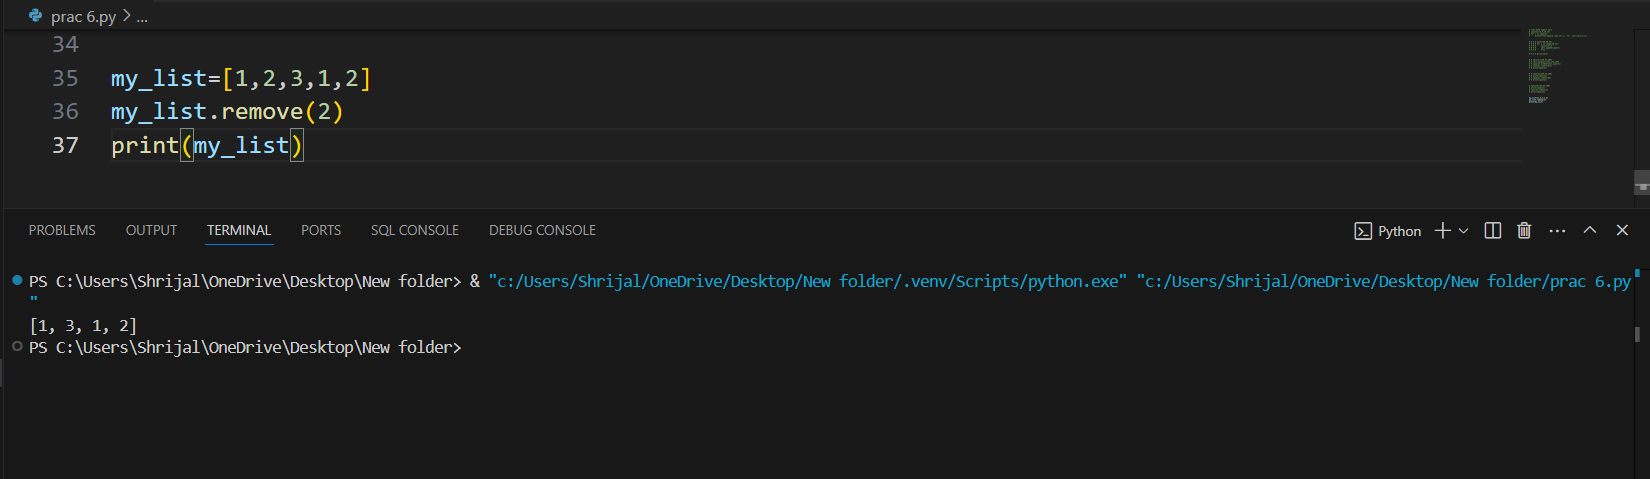 prac 6.py > ...
34
35 my_list=[1,2,3,1,2]
36 my_list.remove(2)
37 print(my_list)
PROBLEMS OUTPUT TERMINAL PORTS SQL CONSOLE DEBUG CONSOLE Python
PS C:\Users\Shrijal\OneDrive\Desktop\New folder> & "c:/Users/Shrijal/OneDrive/Desktop/New folder/.venv/Scripts/python.exe" "c:/Users/Shrijal/OneDrive/Desktop/New folder/prac 6.py
"
[1, 3, 1, 2]
PS C:\Users\Shrijal\OneDrive\Desktop\New folder>